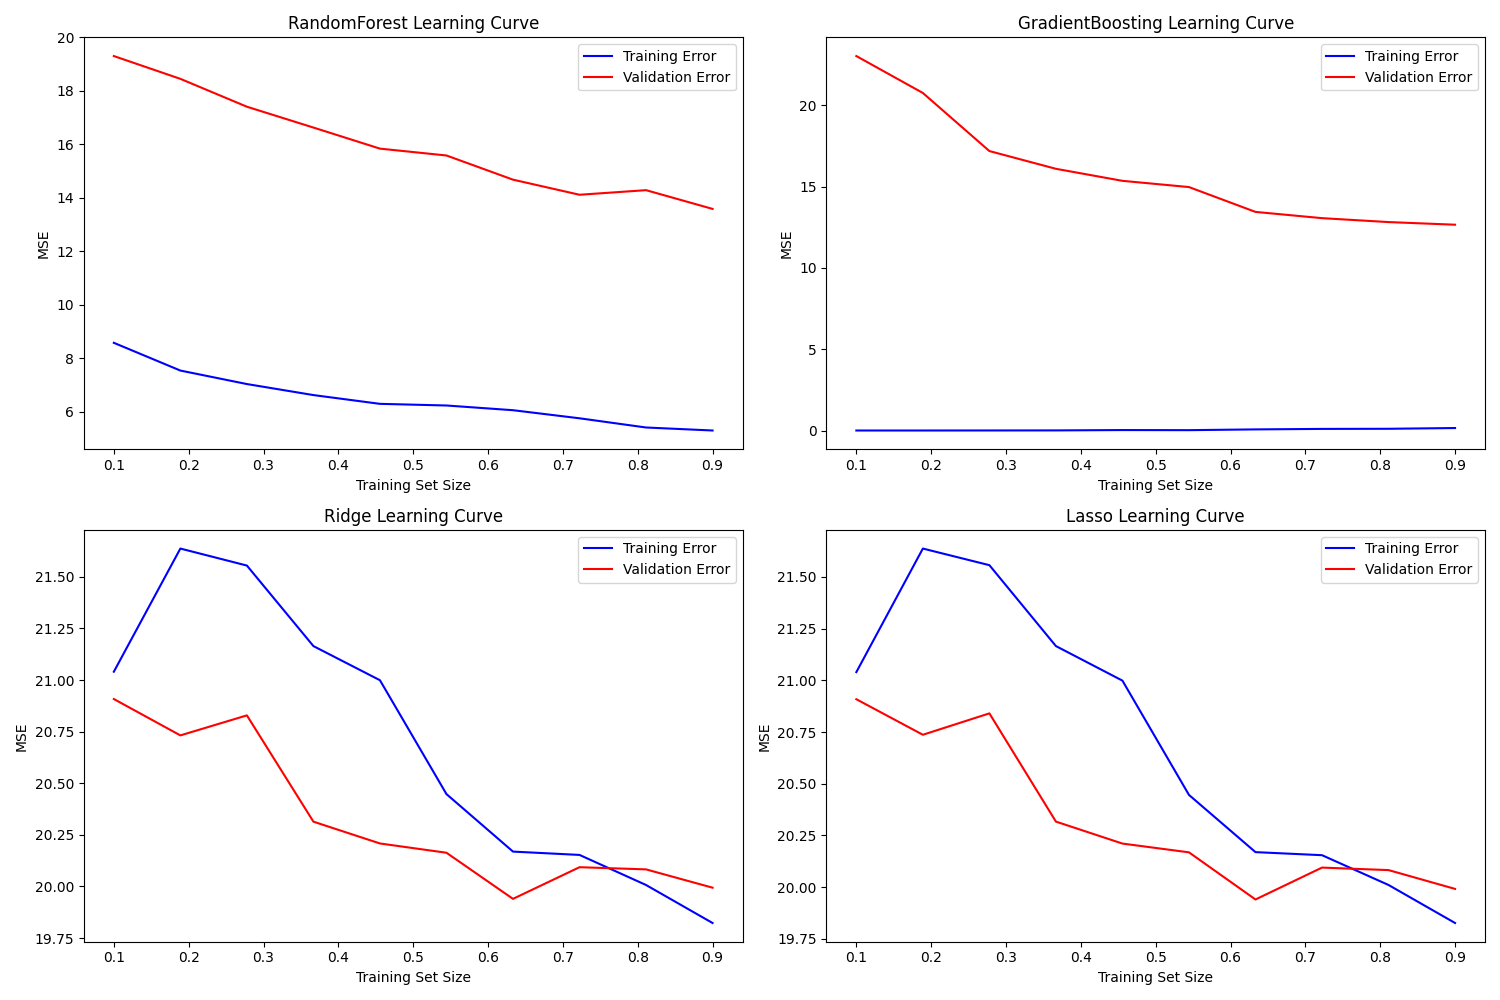 RandomForest Learning Curve
20
18
16
14
12
10
8
6
MSE
0.1 0.2 0.3 0.4 0.5 0.6 0.7 0.8 0.9
Training Set Size
Training Error
Validation Error
GradientBoosting Learning Curve
20
15
10
5
0
MSE
0.1 0.2 0.3 0.4 0.5 0.6 0.7 0.8 0.9
Training Set Size
Training Error
Validation Error
Ridge Learning Curve
21.50
21.25
21.00
20.75
20.50
20.25
20.00
19.75
MSE
0.1 0.2 0.3 0.4 0.5 0.6 0.7 0.8 0.9
Training Set Size
Training Error
Validation Error
Lasso Learning Curve
21.50
21.25
21.00
20.75
20.50
20.25
20.00
19.75
MSE
0.1 0.2 0.3 0.4 0.5 0.6 0.7 0.8 0.9
Training Set Size
Training Error
Validation Error